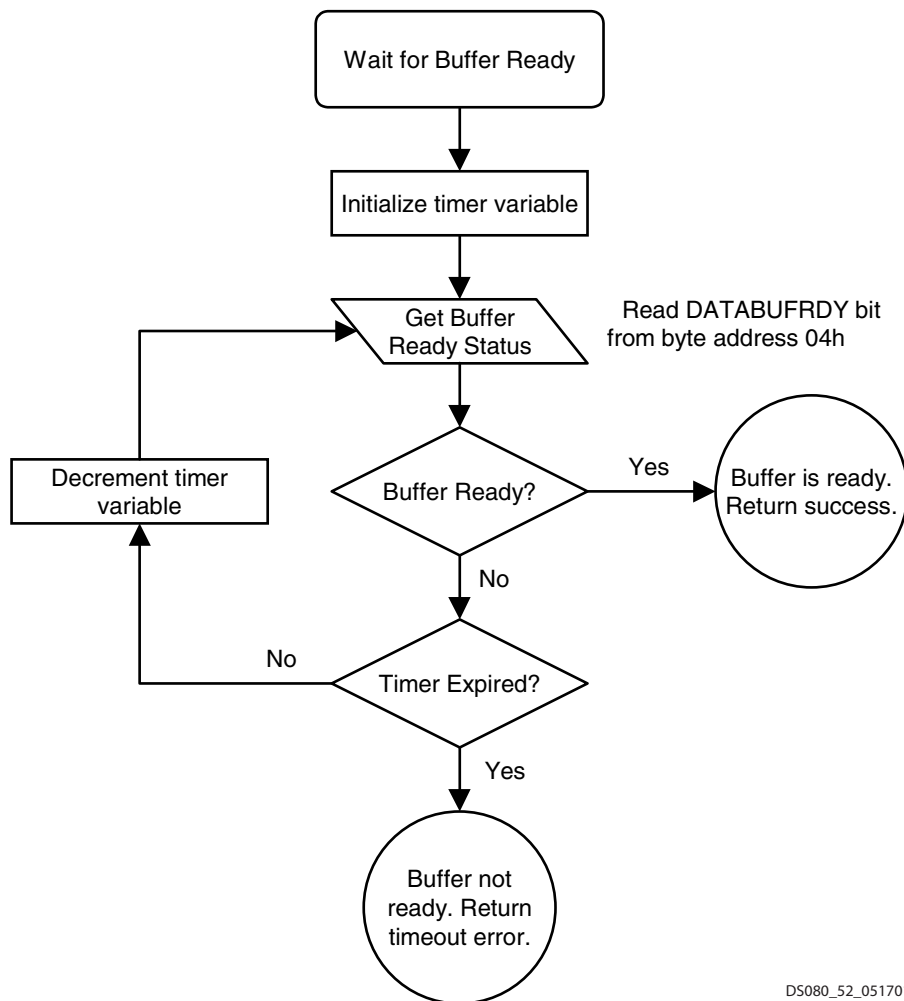 Wait for Buffer Ready
Initialize timer variable
Get Buffer
Ready Status
Read DATABUFRDY bit
from byte address 04h
Decrement timer
variable
Buffer Ready?
Yes
Buffer is ready.
Return success.
No
No
Timer Expired?
Yes
Buffer not
ready. Return
timeout error.
DS080_52_05170